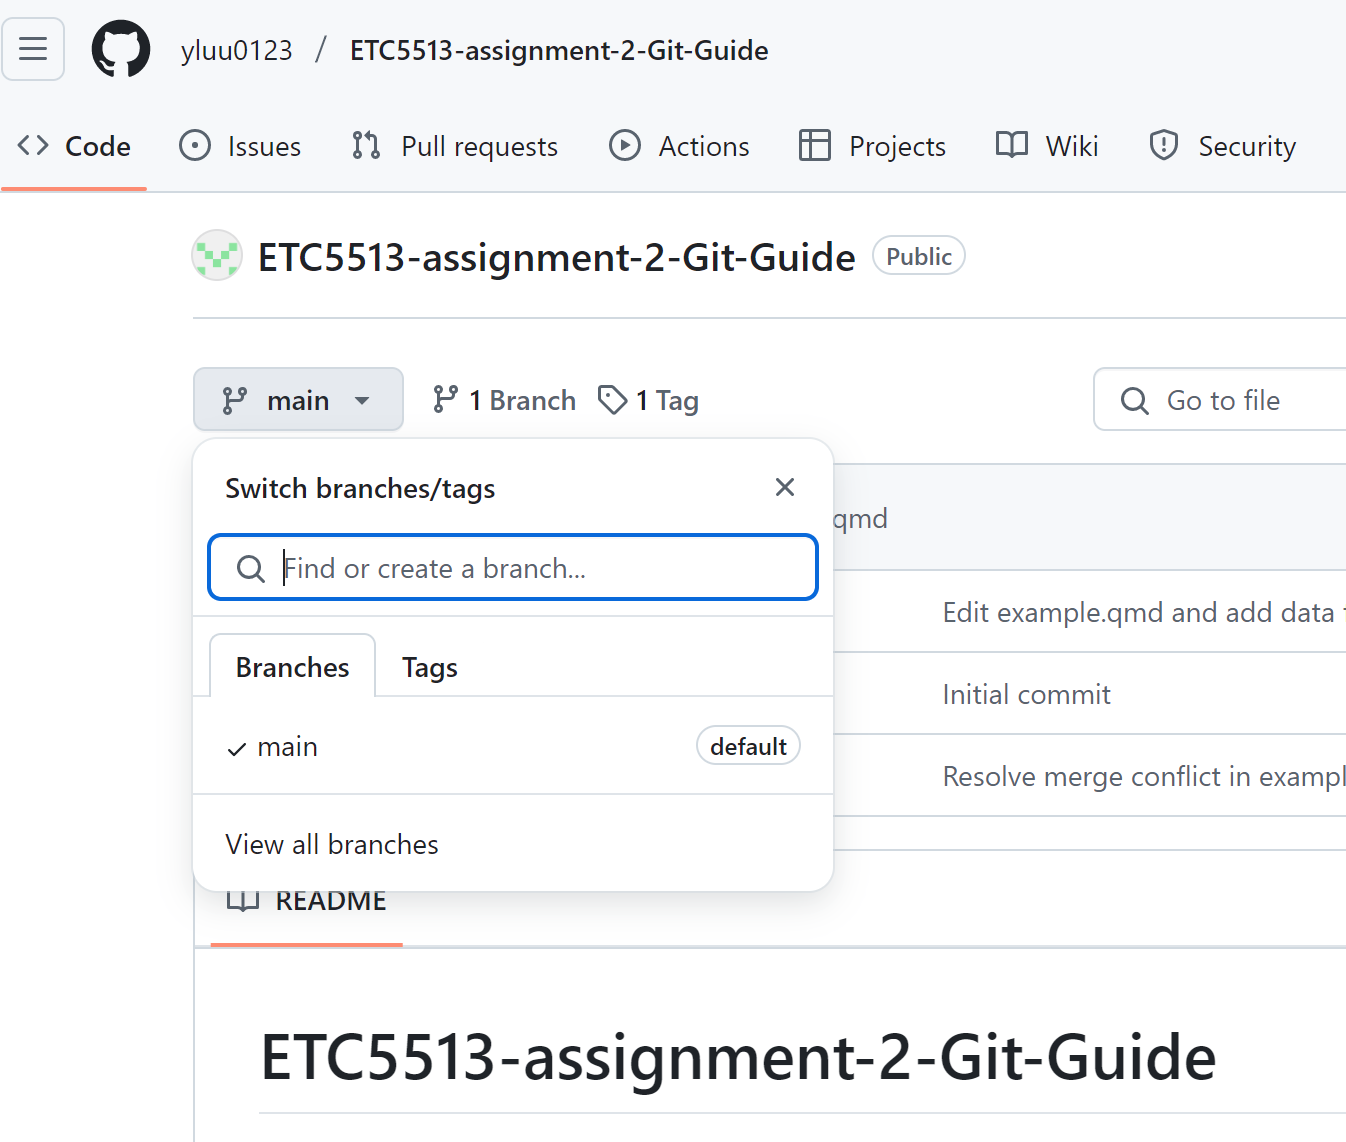 yluu0123 / ETC5513-assignment-2-Git-Guide
Code Issues Pull requests Actions Projects Wiki Security
ETC5513-assignment-2-Git-Guide Public
main 1 Branch 1 Tag Go to file
Switch branches/tags
qmd
Find or create a branch...
Edit example.qmd and add data
Branches Tags
Initial commit
main default
Resolve merge conflict in exampl
View all branches
README
ETC5513-assignment-2-Git-Guide